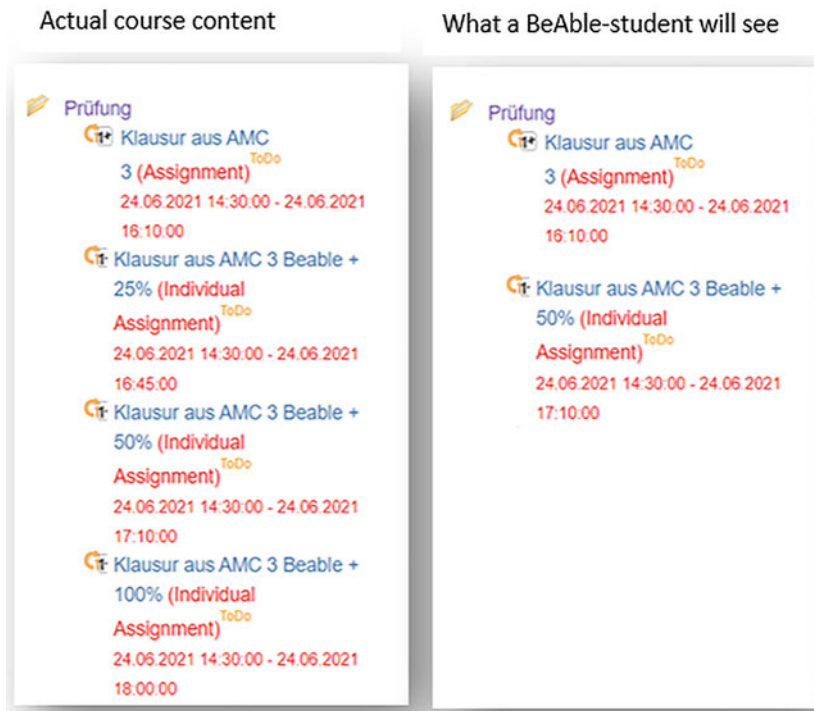 Actual course content
Prüfung
Klausur aus AMC
3 (Assignment) ToDo
24.06.2021 14:30:00 - 24.06.2021
16:10:00
Klausur aus AMC 3 Beable +
25% (Individual
Assignment) ToDo
24.06.2021 14:30:00 - 24.06.2021
16:45:00
Klausur aus AMC 3 Beable +
50% (Individual
Assignment) ToDo
24.06.2021 14:30:00 - 24.06.2021
17:10:00
Klausur aus AMC 3 Beable +
100% (Individual
Assignment) ToDo
24.06.2021 14:30:00 - 24.06.2021
18:00:00
What a BeAble-student will see
Prüfung
Klausur aus AMC
3 (Assignment) ToDo
24.06.2021 14:30:00 - 24.06.2021
16:10:00
Klausur aus AMC 3 Beable +
50% (Individual
Assignment) ToDo
24.06.2021 14:30:00 - 24.06.2021
17:10:00